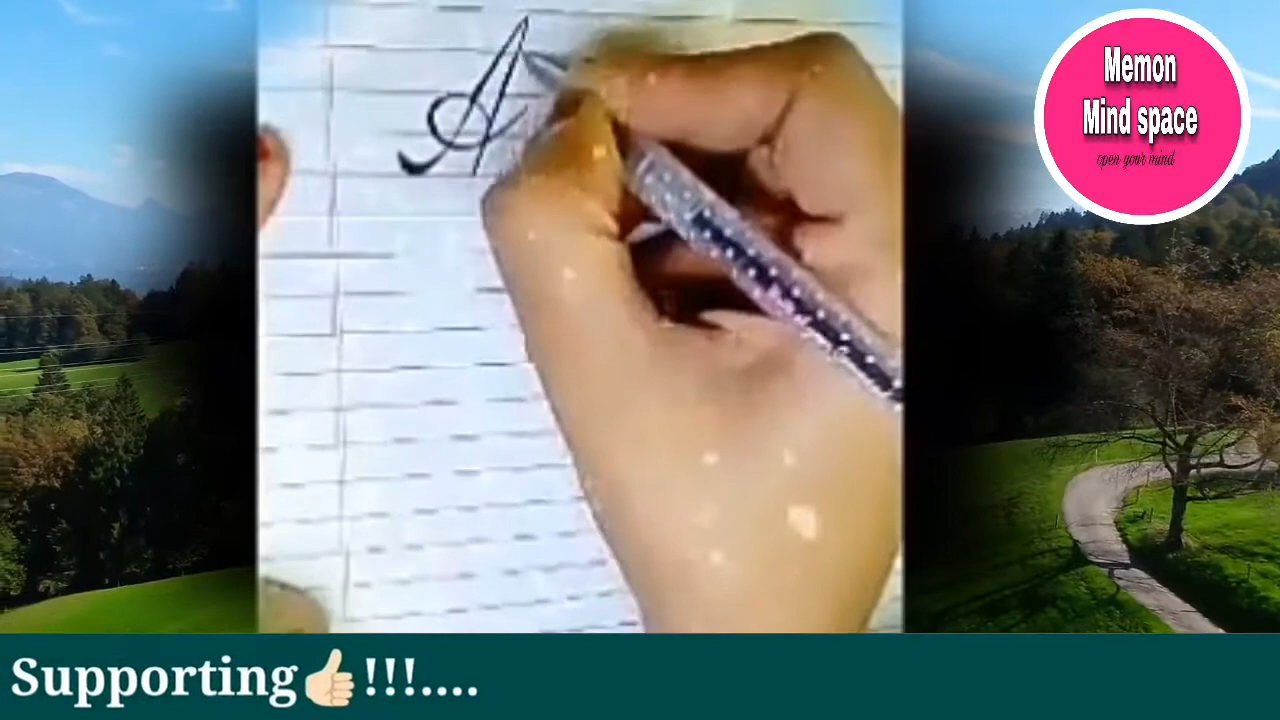 A
Memon
Mind space
open your mind
Supporting👍🏻!!!....